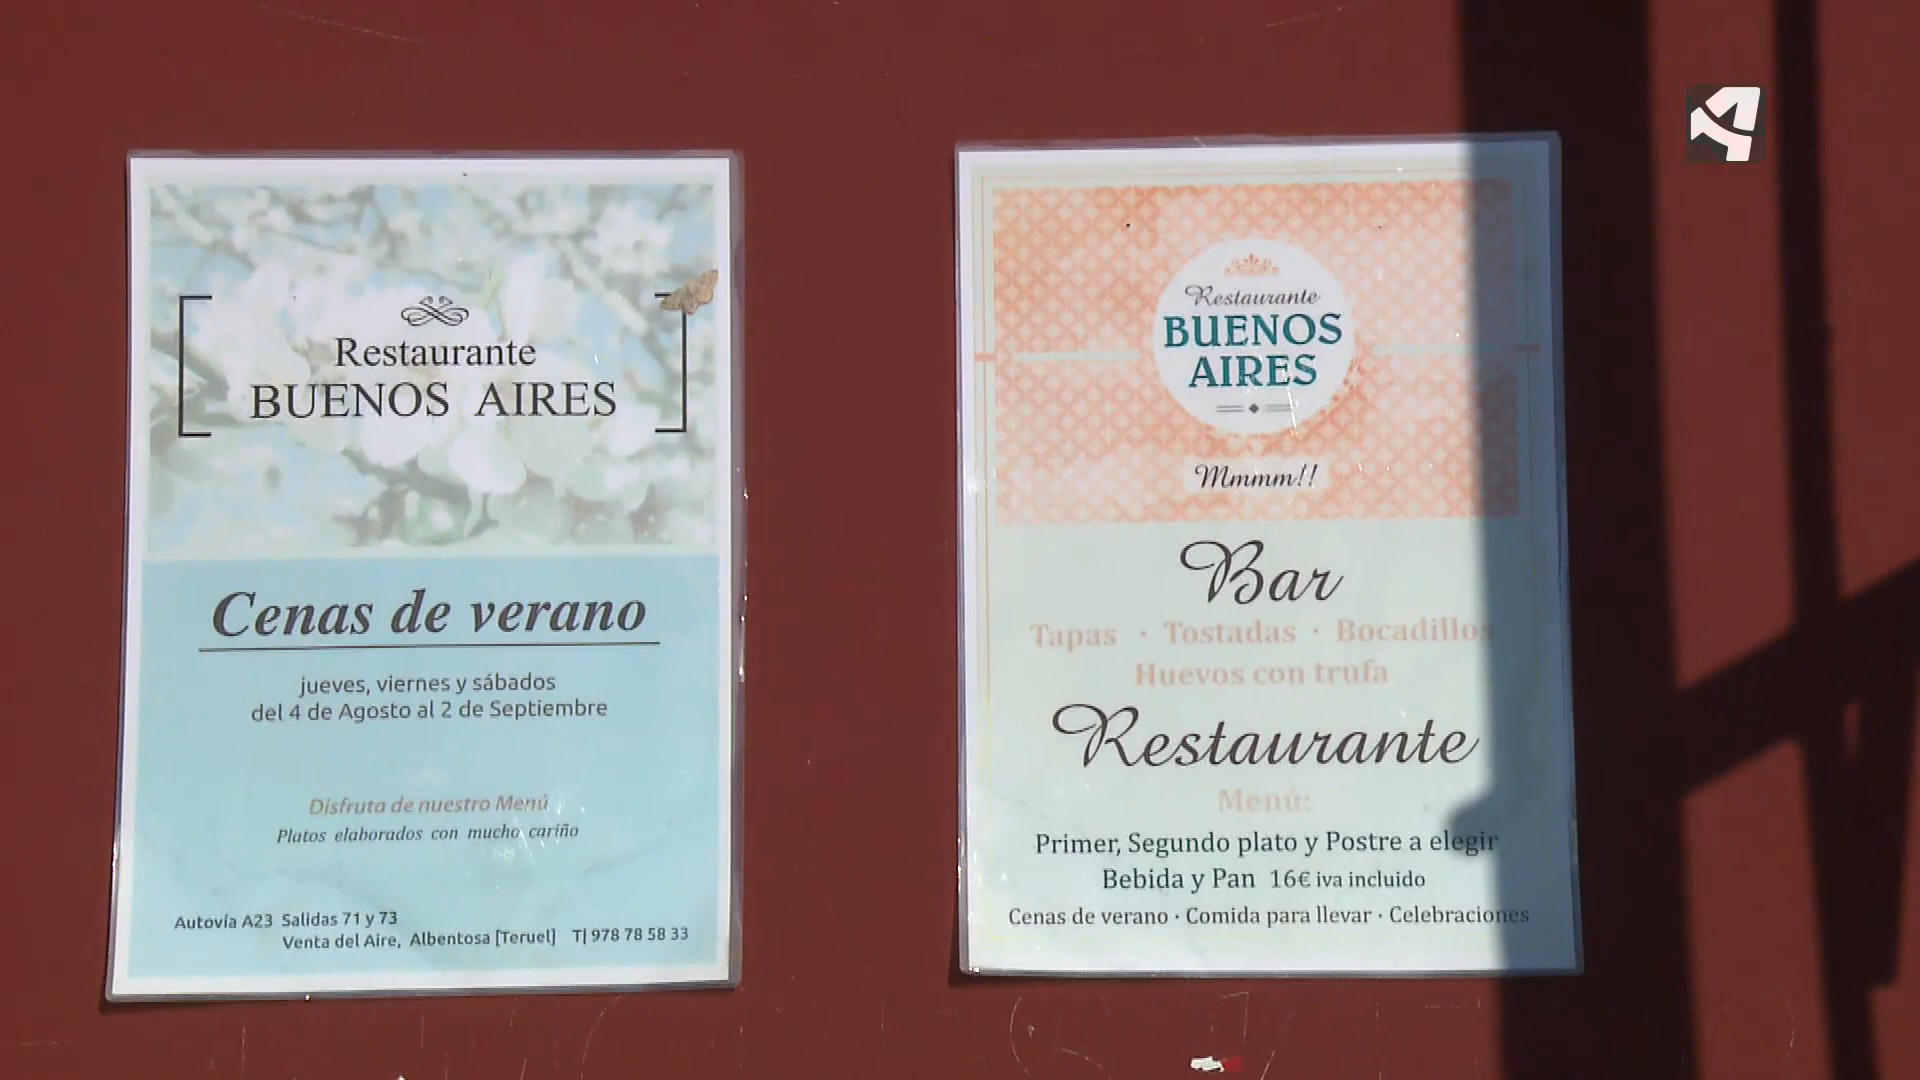 Restaurante
BUENOS AIRES
Cenas de verano
jueves, viernes y sábados
del 4 de Agosto al 2 de Septiembre
Disfruta de nuestro Menú
Platos elaborados con mucho cariño
Autovía A23 Salidas 71 y 73
Venta del Aire, Albentosa [Teruel] T| 978 78 58 33
Restaurante
BUENOS
AIRES
Mmmm!!
Bar
Tapas · Tostadas · Bocadillos
Huevos con trufa
Restaurante
Menú:
Primer, Segundo plato y Postre a elegir
Bebida y Pan 16€ iva incluido
Cenas de verano · Comida para llevar · Celebraciones